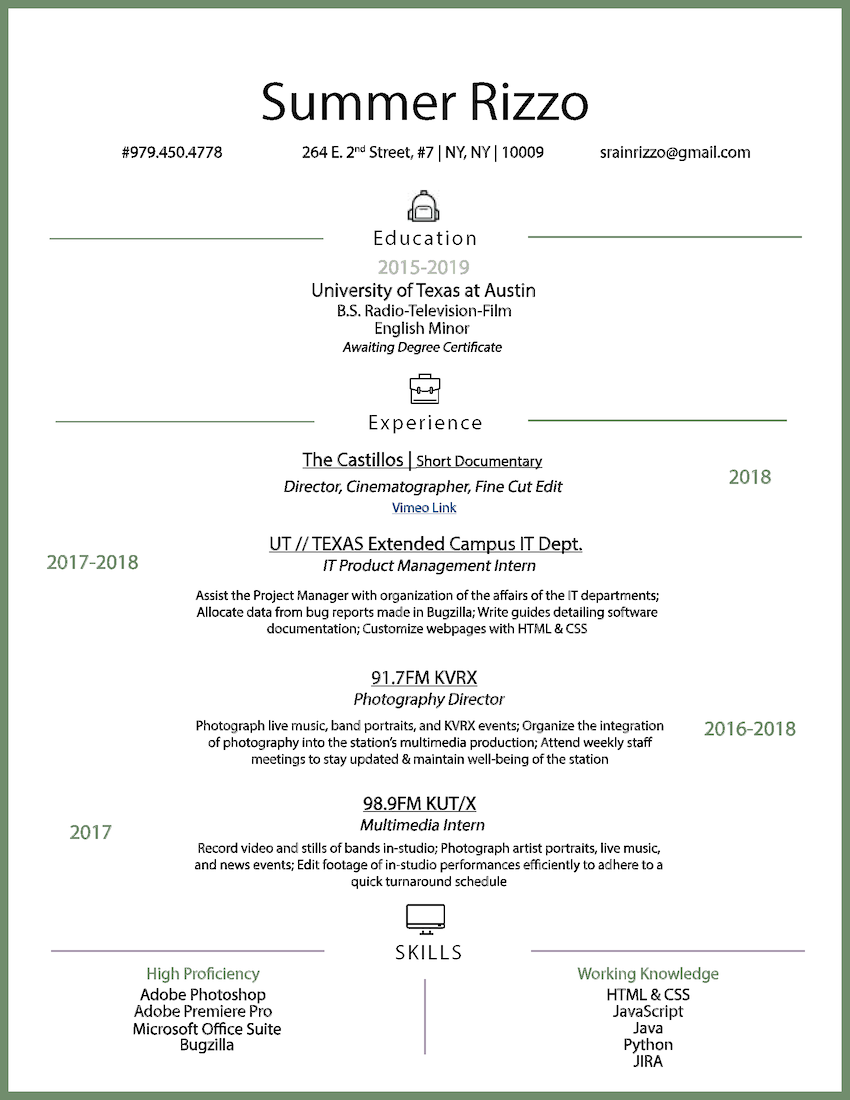 Summer Rizzo
#979.450.4778 264 E. 2nd Street, #7 | NY, NY | 10009 srainrizzo@gmail.com
Education
2015-2019
University of Texas at Austin
B.S. Radio-Television-Film
English Minor
Awaiting Degree Certificate
Experience
The Castillos | Short Documentary
2018
Director, Cinematographer, Fine Cut Edit
Vimeo Link
UT // TEXAS Extended Campus IT Dept.
2017-2018
IT Product Management Intern
Assist the Project Manager with organization of the affairs of the IT departments;
Allocate data from bug reports made in Bugzilla; Write guides detailing software
documentation; Customize webpages with HTML & CSS
91.7FM KVRX
Photography Director
Photograph live music, band portraits, and KVRX events; Organize the integration
2016-2018
of photography into the station's multimedia production; Attend weekly staff
meetings to stay updated & maintain well-being of the station
98.9FM KUT/X
Multimedia Intern
2017
Record video and stills of bands in-studio; Photograph artist portraits, live music,
and news events; Edit footage of in-studio performances efficiently to adhere to a
quick turnaround schedule
SKILLS
High Proficiency
Adobe Photoshop
Adobe Premiere Pro
Microsoft Office Suite
Bugzilla
Working Knowledge
HTML & CSS
JavaScript
Java
Python
JIRA